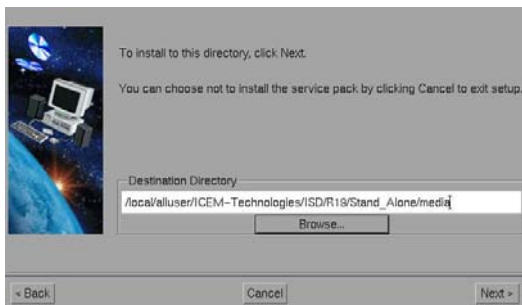 To install to this directory, click Next.
You can choose not to install the service pack by clicking Cancel to exit setup.
Destination Directory
/local/alluser/ICEM-Technologies/ISD/R19/Stand_Alone/media
Browse...
< Back
Cancel
Next >